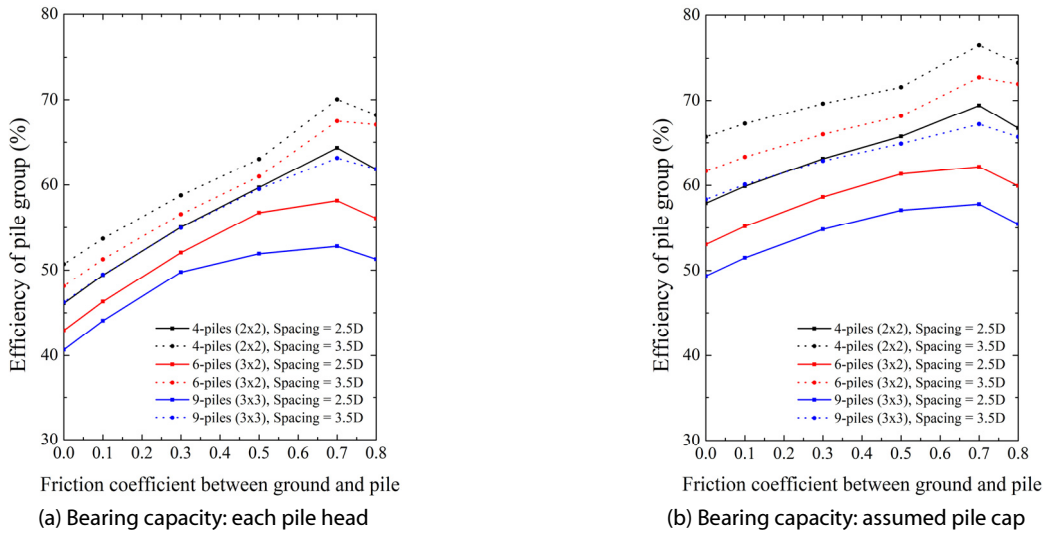 80
70
60
50
40
30
Efficiency of pile group (%)
4-piles (2x2), Spacing = 2.5D
4-piles (2x2), Spacing = 3.5D
6-piles (3x2), Spacing = 2.5D
6-piles (3x2), Spacing = 3.5D
9-piles (3x3), Spacing = 2.5D
9-piles (3x3), Spacing = 3.5D
0.0 0.1 0.2 0.3 0.4 0.5 0.6 0.7 0.8
Friction coefficient between ground and pile
(a) Bearing capacity: each pile head
80
70
60
50
40
30
Efficiency of pile group (%)
4-piles (2x2), Spacing = 2.5D
4-piles (2x2), Spacing = 3.5D
6-piles (3x2), Spacing = 2.5D
6-piles (3x2), Spacing = 3.5D
9-piles (3x3), Spacing = 2.5D
9-piles (3x3), Spacing = 3.5D
0.0 0.1 0.2 0.3 0.4 0.5 0.6 0.7 0.8
Friction coefficient between ground and pile
(b) Bearing capacity: assumed pile cap